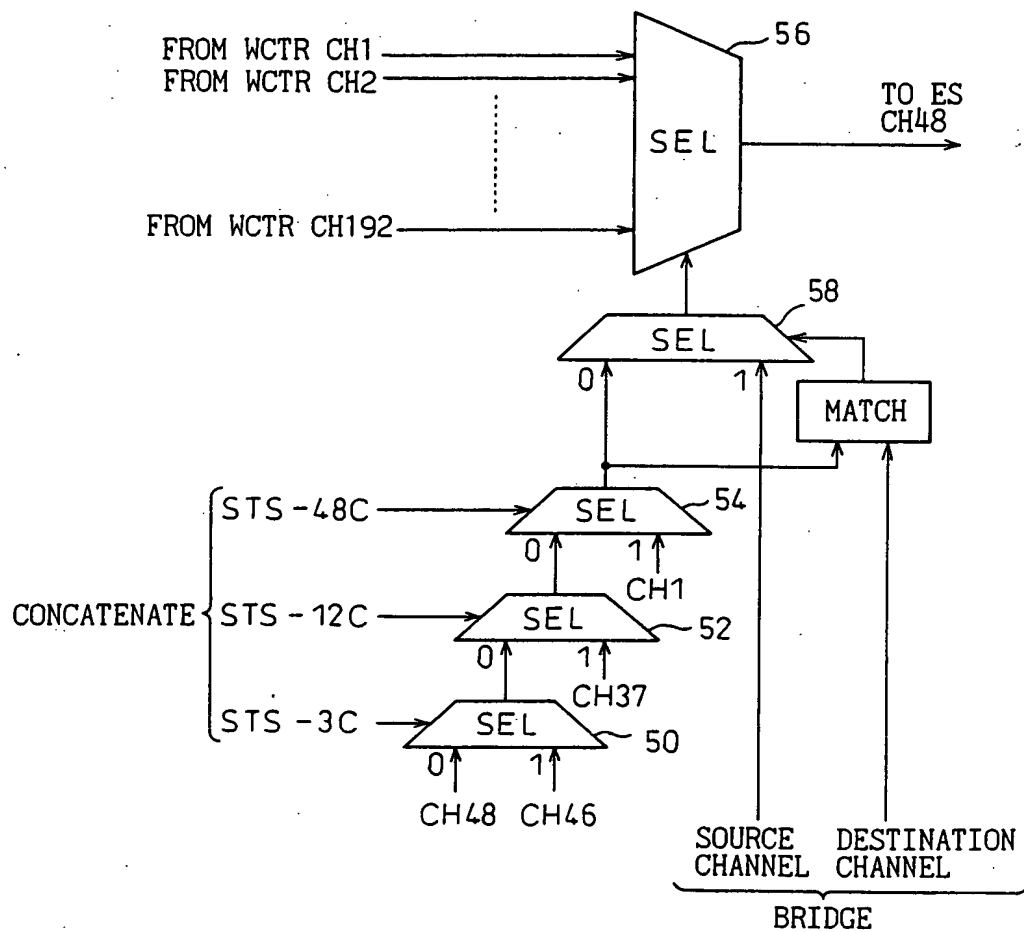 56
FROM WCTR CH1
FROM WCTR CH2
TO ES
CH48
SEL
FROM WCTR CH192
58
SEL
0 1
MATCH
STS-48C
SEL
54
0 1
CH1
CONCATENATE
STS-12C
SEL
52
0 1
CH37
STS-3C
SEL
50
0 1
CH48 CH46
SOURCE
CHANNEL
DESTINATION
CHANNEL
BRIDGE